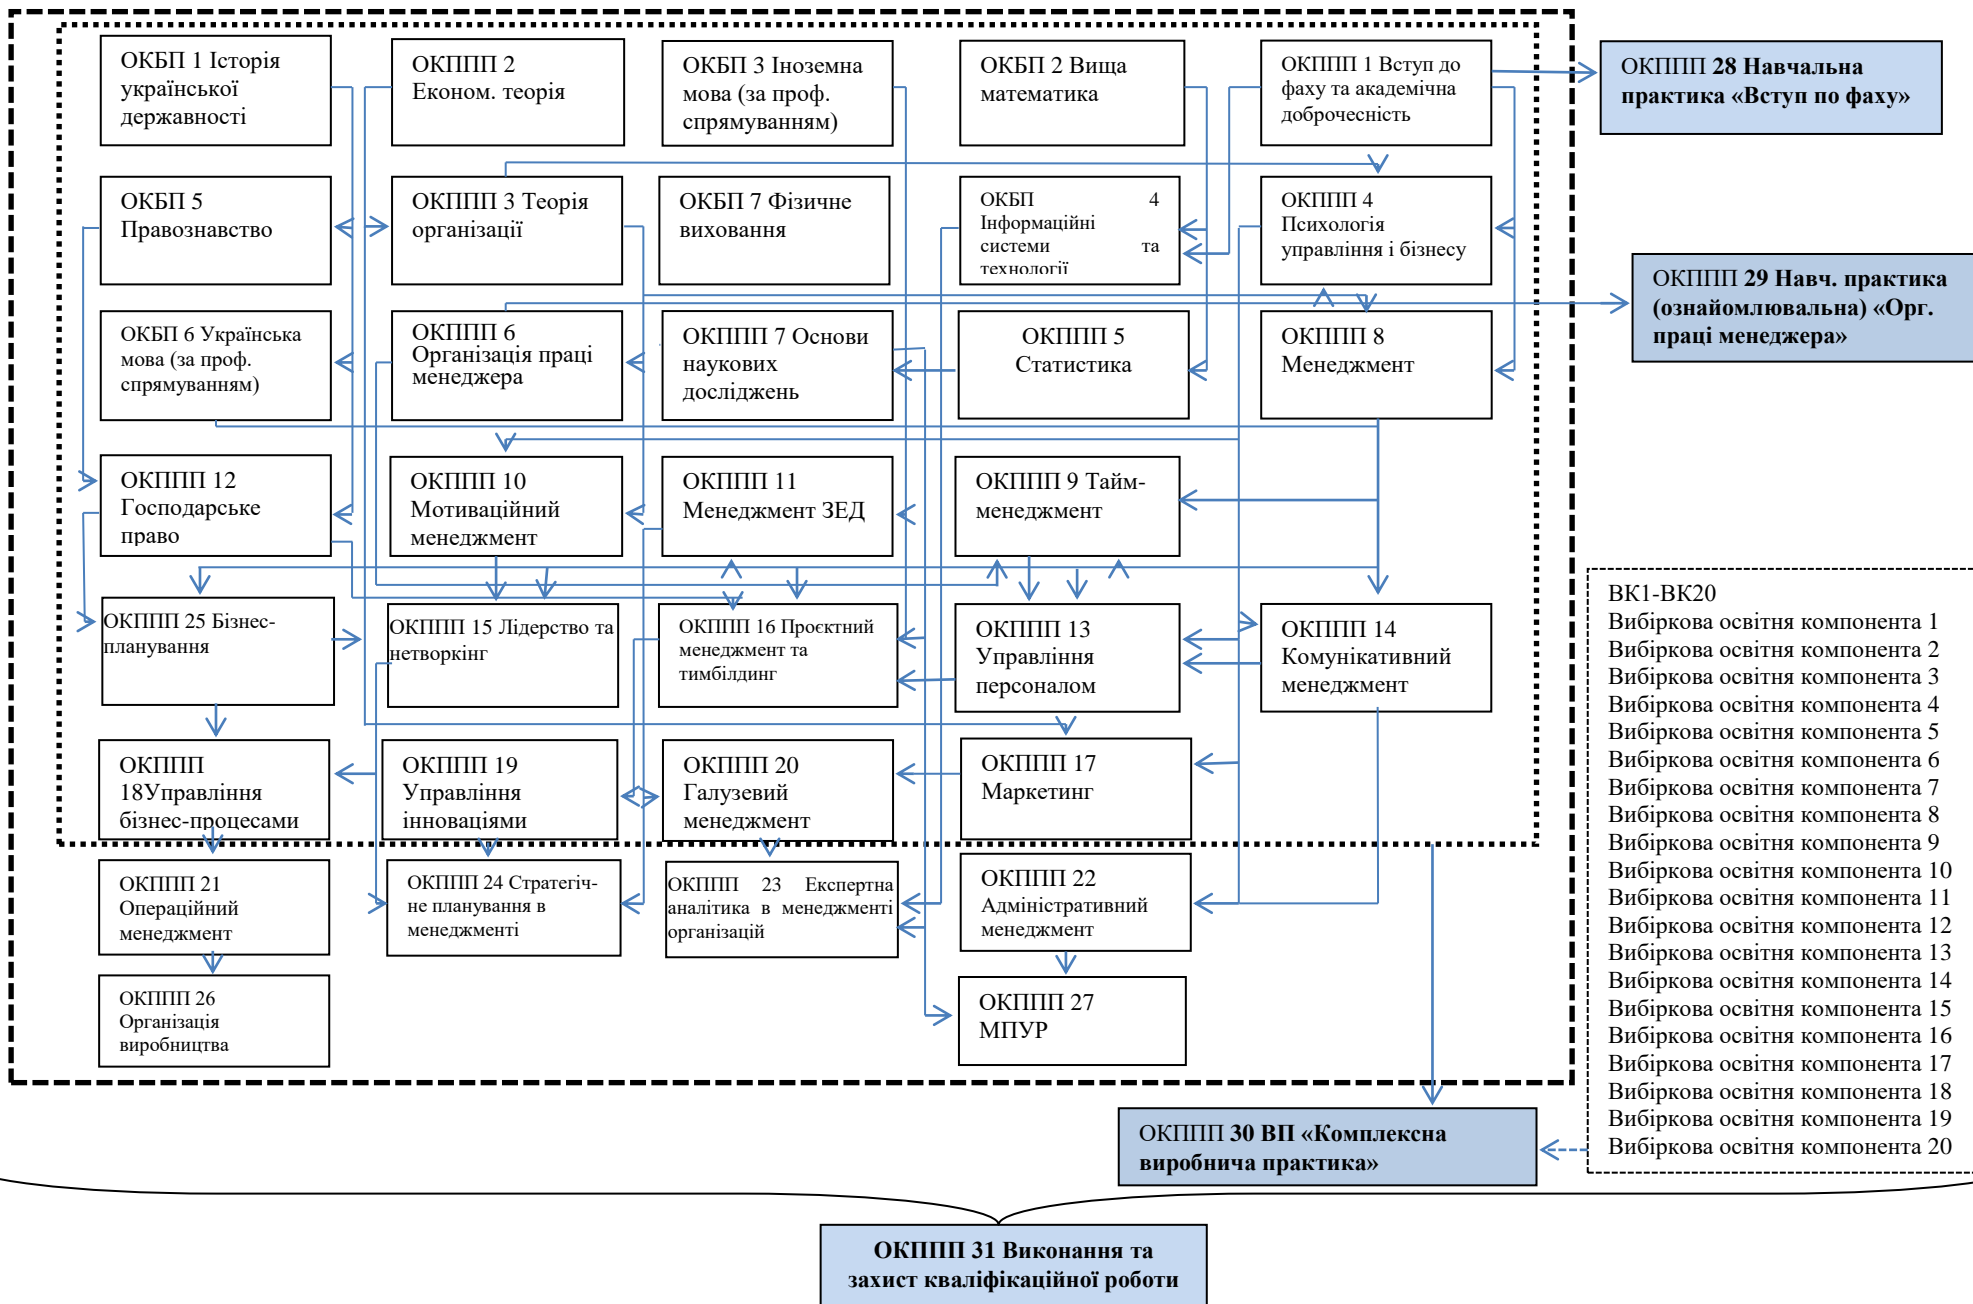 ОКБП 1 Історія
української
державності
ОКППП 2
Економ. теорія
ОКБП 3 Іноземна
мова (за проф.
спрямуванням)
ОКБП 2 Вища
математика
ОКППП 1 Вступ до
фаху та академічна
доброчесність
ОКППП 28 Навчальна
практика «Вступ по фаху»
ОКБП 5
Правознавство
ОКППП 3 Теорія
організації
ОКБП 7 Фізичне
виховання
ОКБП 4
Інформаційні
системи та
технології
ОКППП 4
Психологія
управління і бізнесу
ОКППП 29 Навч. практика
(ознайомлювальна) «Орг.
праці менеджера»
ОКБП 6 Українська
мова (за проф.
спрямуванням)
ОКППП 6
Організація праці
менеджера
ОКППП 7 Основи
наукових
досліджень
ОКППП 5
Статистика
ОКППП 8
Менеджмент
ОКППП 12
Господарське
право
ОКППП 10
Мотиваційний
менеджмент
ОКППП 11
Менеджмент ЗЕД
ОКППП 9 Тайм-
менеджмент
ОКППП 25 Бізнес-
планування
ОКППП 15 Лідерство та
нетворкінг
ОКППП 16 Проєктний
менеджмент та
тимбілдинг
ОКППП 13
Управління
персоналом
ОКППП 14
Комунікативний
менеджмент
ОКППП
18Управління
бізнес-процесами
ОКППП 19
Управління
інноваціями
ОКППП 20
Галузевий
менеджмент
ОКППП 17
Маркетинг
ОКППП 21
Операційний
менеджмент
ОКППП 24 Стратегіч-
не планування в
менеджменті
ОКППП 23 Експертна
аналітика в менеджменті
організацій
ОКППП 22
Адміністративний
менеджмент
ОКППП 26
Організація
виробництва
ОКППП 27
МПУР
ВК1-ВК20
Вибіркова освітня компонента 1
Вибіркова освітня компонента 2
Вибіркова освітня компонента 3
Вибіркова освітня компонента 4
Вибіркова освітня компонента 5
Вибіркова освітня компонента 6
Вибіркова освітня компонента 7
Вибіркова освітня компонента 8
Вибіркова освітня компонента 9
Вибіркова освітня компонента 10
Вибіркова освітня компонента 11
Вибіркова освітня компонента 12
Вибіркова освітня компонента 13
Вибіркова освітня компонента 14
Вибіркова освітня компонента 15
Вибіркова освітня компонента 16
Вибіркова освітня компонента 17
Вибіркова освітня компонента 18
Вибіркова освітня компонента 19
Вибіркова освітня компонента 20
ОКППП 30 ВП «Комплексна
виробнича практика»
ОКППП 31 Виконання та
захист кваліфікаційної роботи